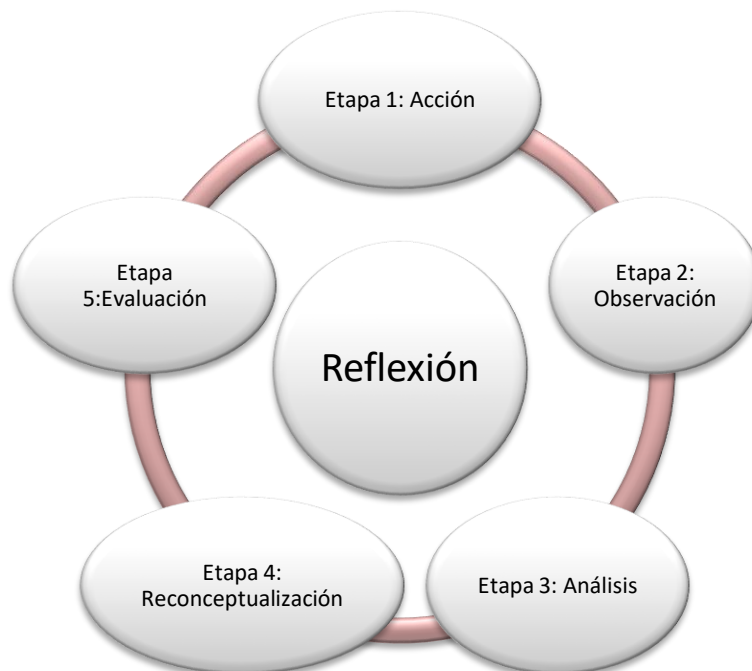 Etapa 1: Acción
Etapa 2:
Observación
Etapa 3: Análisis
Etapa 4:
Reconceptualización
Etapa
5:Evaluación
Reflexión